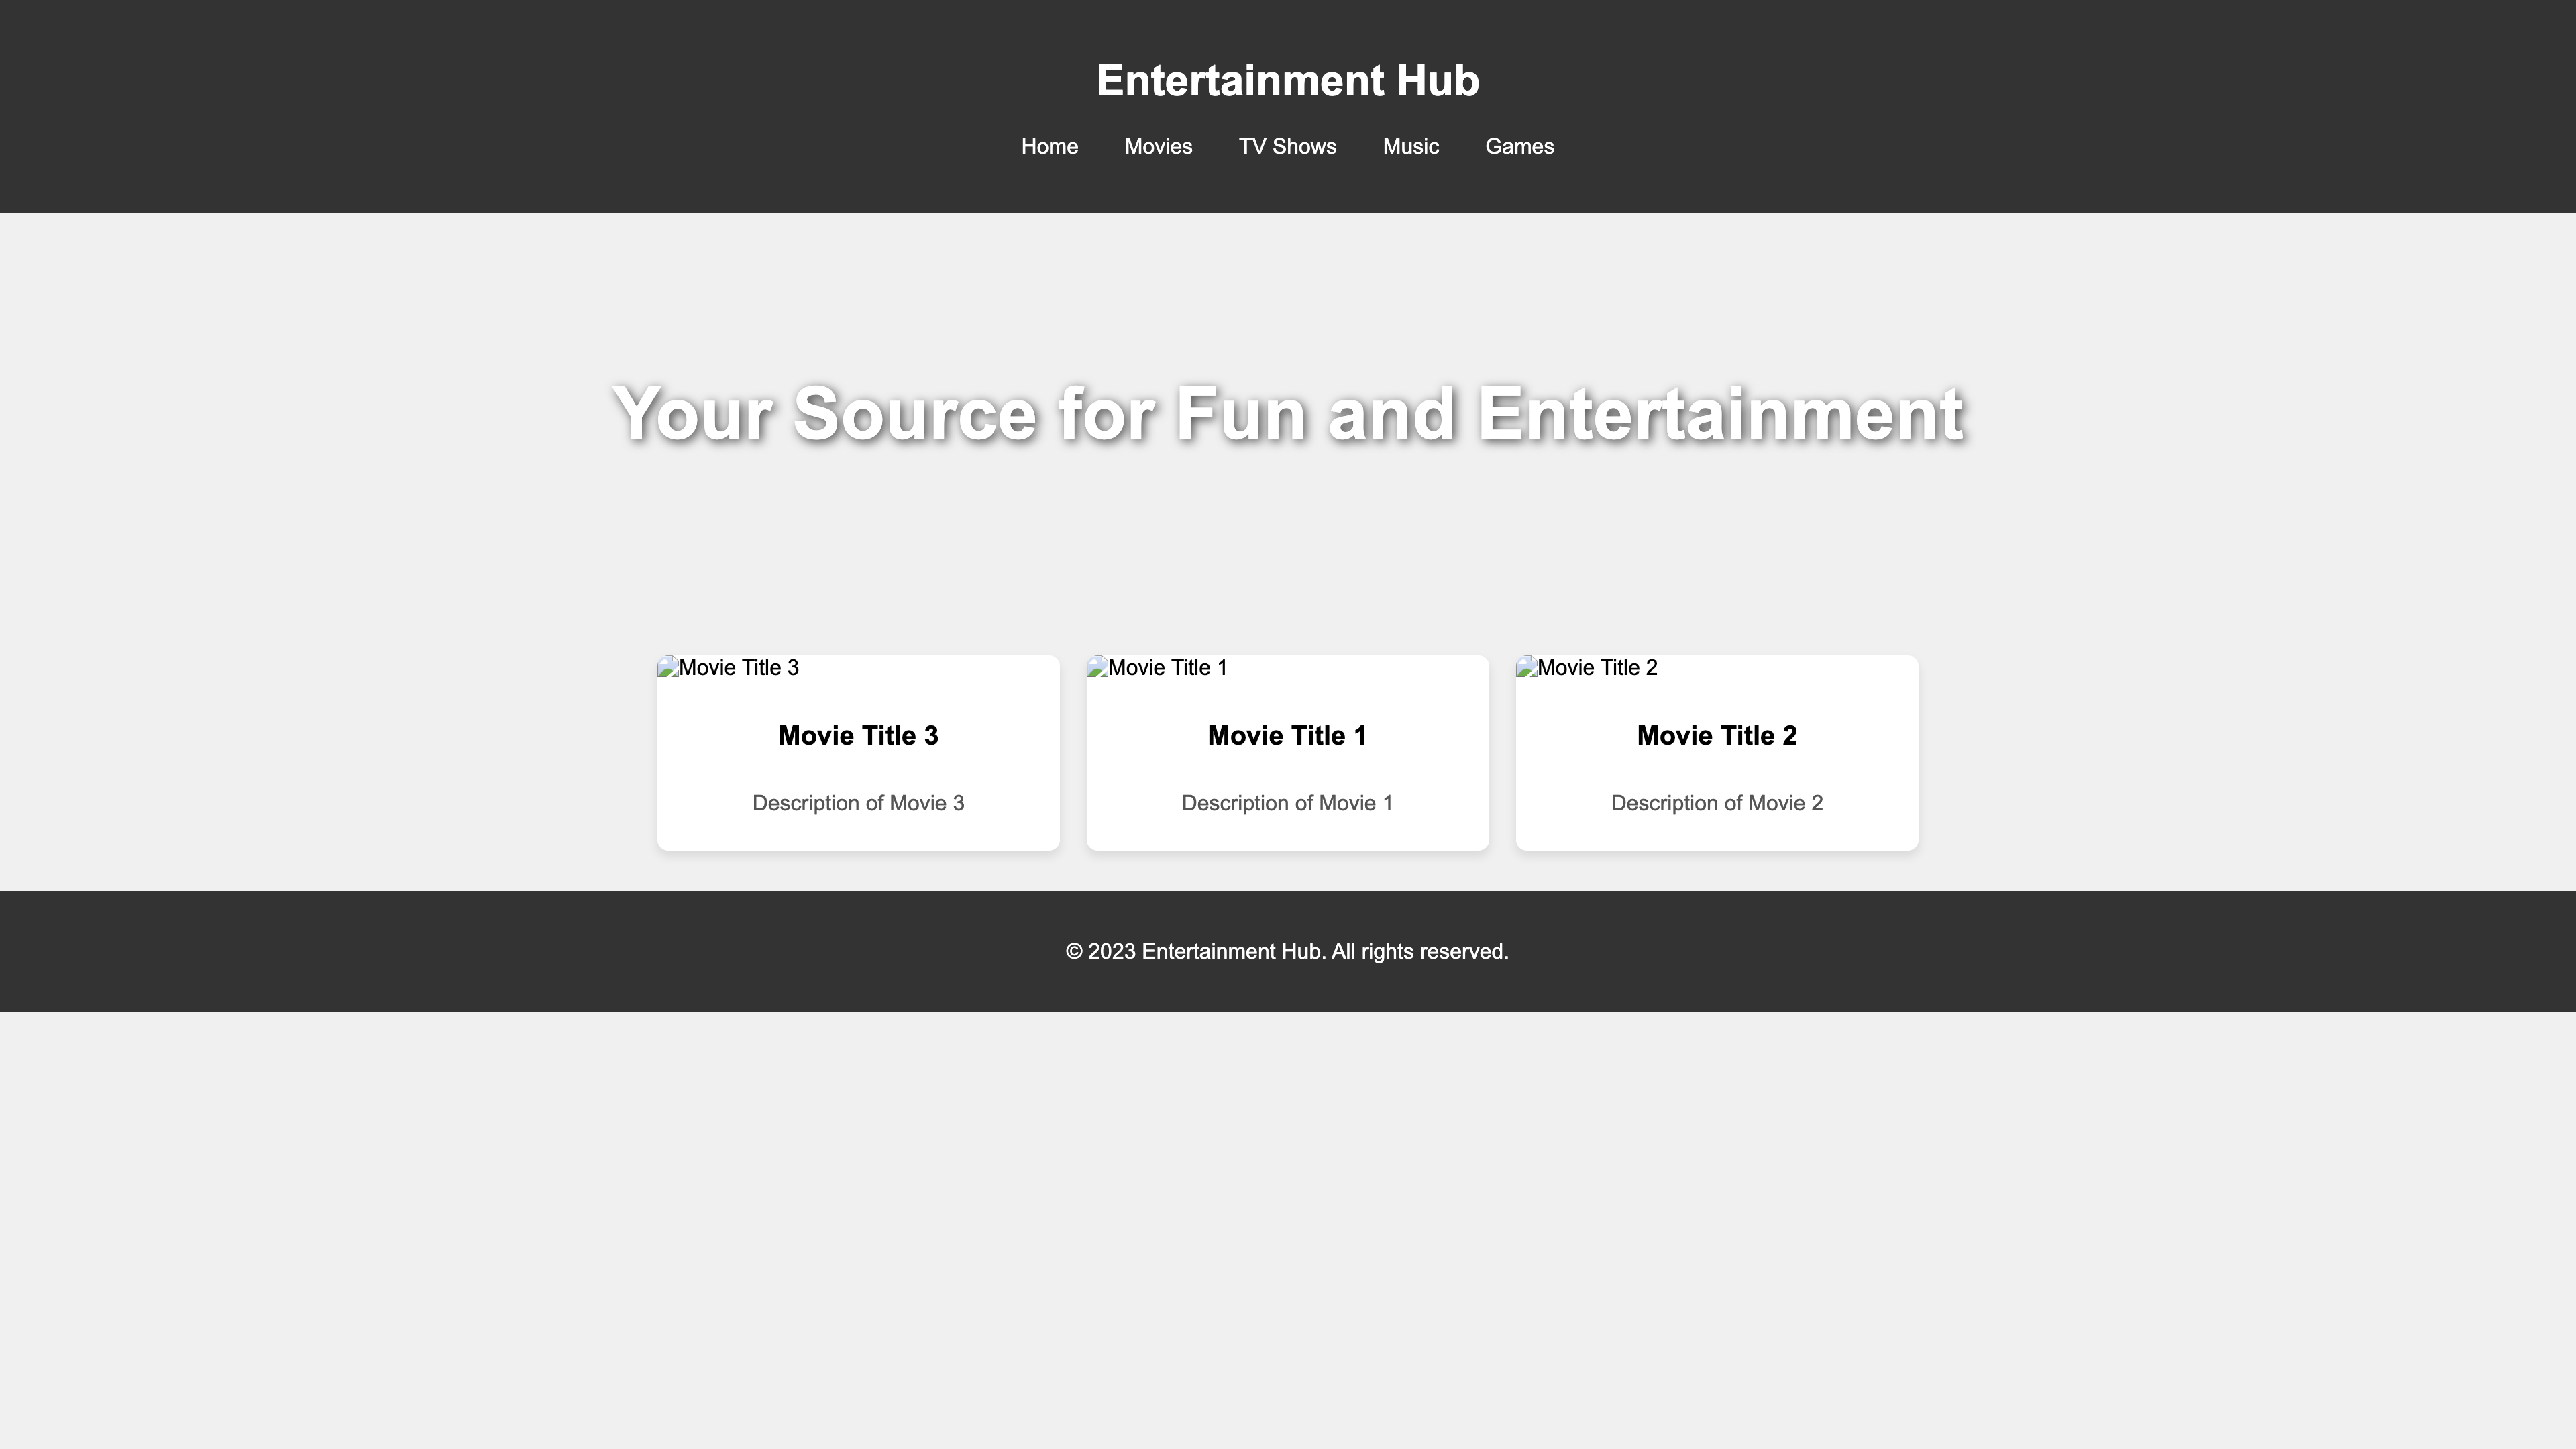 Entertainment Hub
Home Movies TV Shows Music Games
Your Source for Fun and Entertainment
Movie Title 3
Movie Title 3
Description of Movie 3
Movie Title 1
Movie Title 1
Description of Movie 1
Movie Title 2
Movie Title 2
Description of Movie 2
© 2023 Entertainment Hub. All rights reserved.